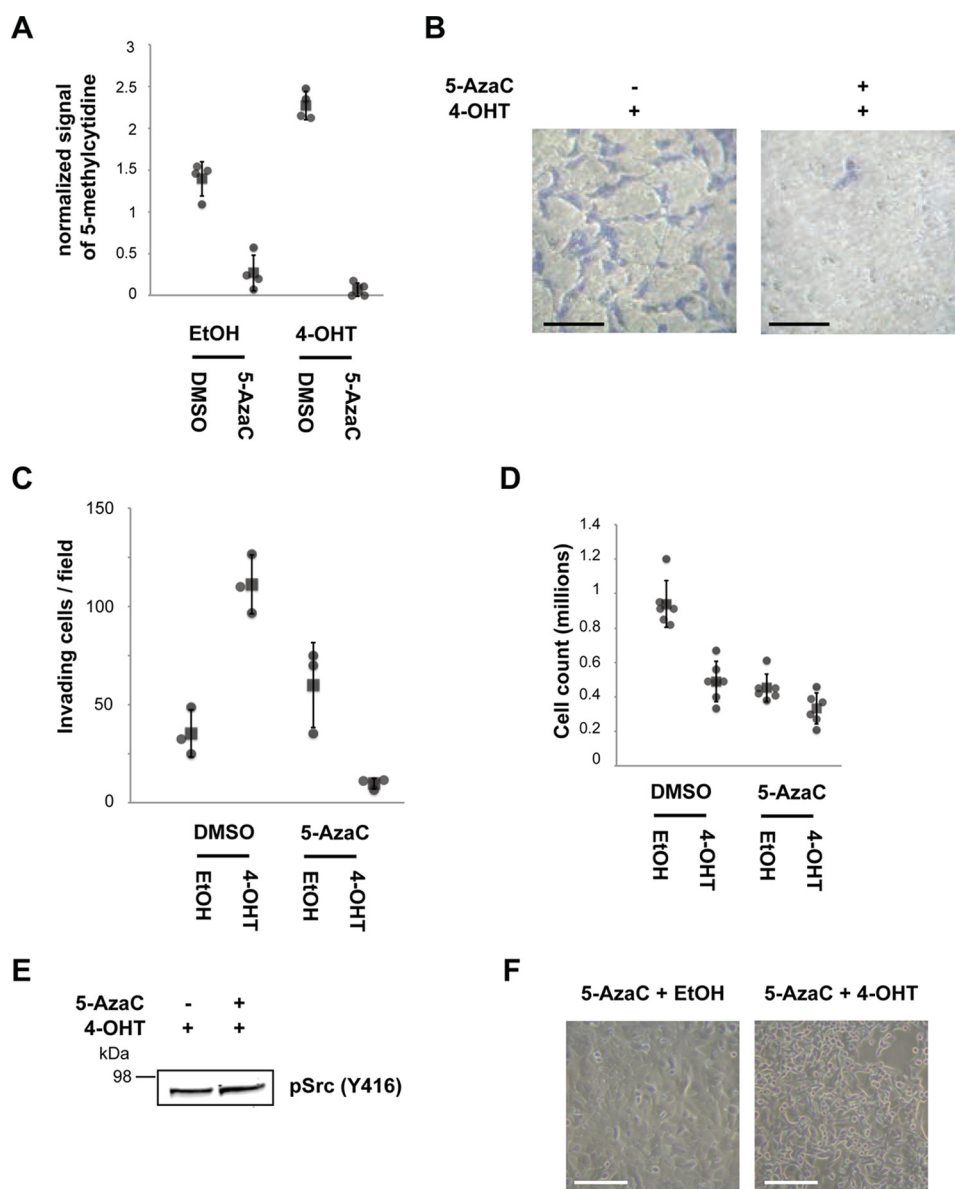 A
normalized signal
of 5-methylcytidine
3
2.5
2
1.5
1
0.5
0
EtOH
4-OHT
DMSO
5-AzaC
DMSO
5-AzaC
B
5-AzaC - +
4-OHT + +
C
Invading cells / field
150
100
50
0
DMSO
5-AzaC
EtOH
4-OHT
EtOH
4-OHT
D
Cell count (millions)
1.4
1.2
1
0.8
0.6
0.4
0.2
0
DMSO
5-AzaC
EtOH
4-OHT
EtOH
4-OHT
E
5-AzaC - +
4-OHT + +
kDa
98
pSrc (Y416)
F
5-AzaC + EtOH
5-AzaC + 4-OHT